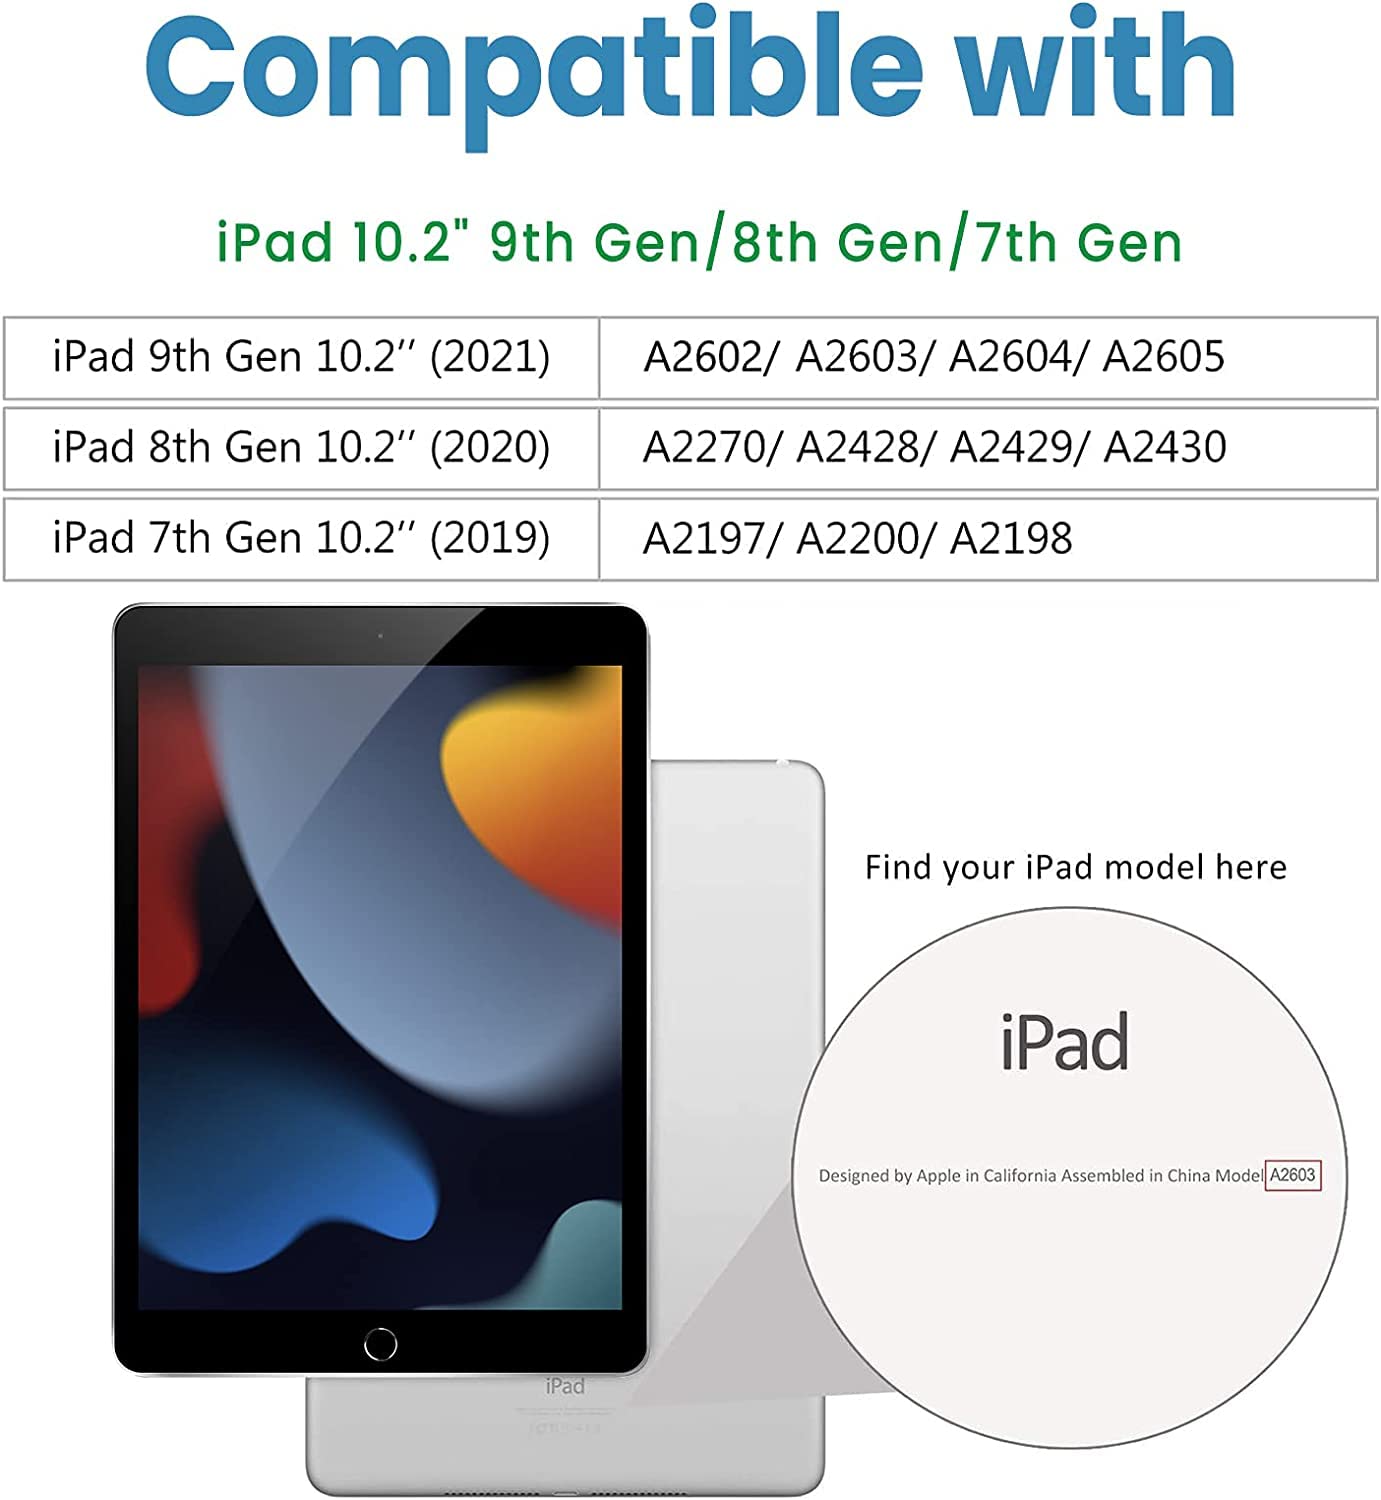 Compatible with
iPad 10.2" 9th Gen/8th Gen/7th Gen
iPad 9th Gen 10.2′′ (2021) A2602/ A2603/ A2604/ A2605
iPad 8th Gen 10.2′′ (2020) A2270/ A2428/ A2429/ A2430
iPad 7th Gen 10.2′′ (2019) A2197/ A2200/ A2198
Find your iPad model here
iPad
Designed by Apple in California Assembled in China Model A2603
iPad